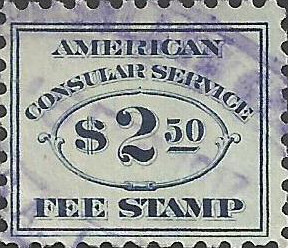 AMERICAN
CONSULAR SERVICE
$2.50
FEE STAMP